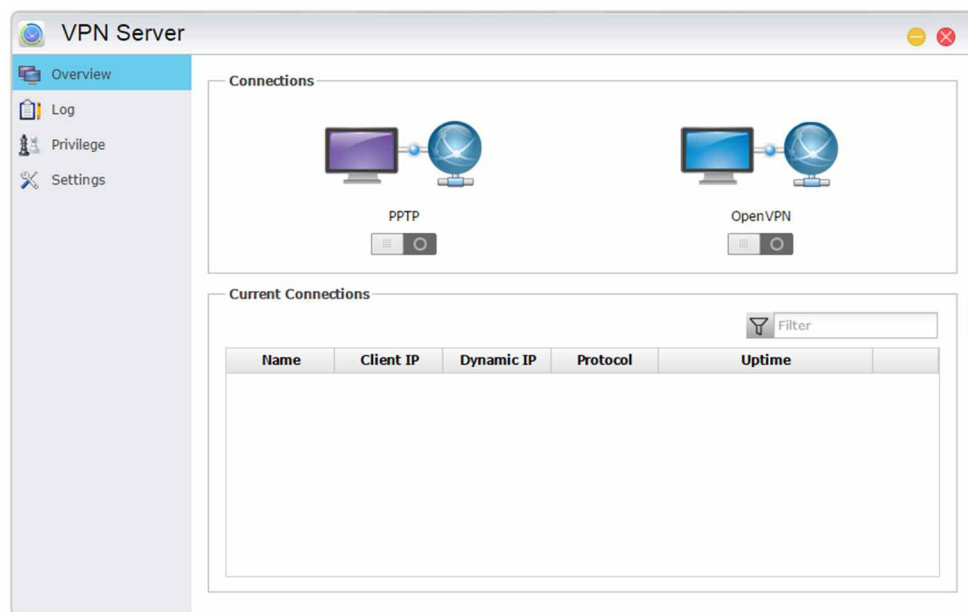 VPN Server
Overview
Log
Privilege
Settings
Connections
PPTP
OpenVPN
Current Connections
Filter
Name Client IP Dynamic IP Protocol Uptime